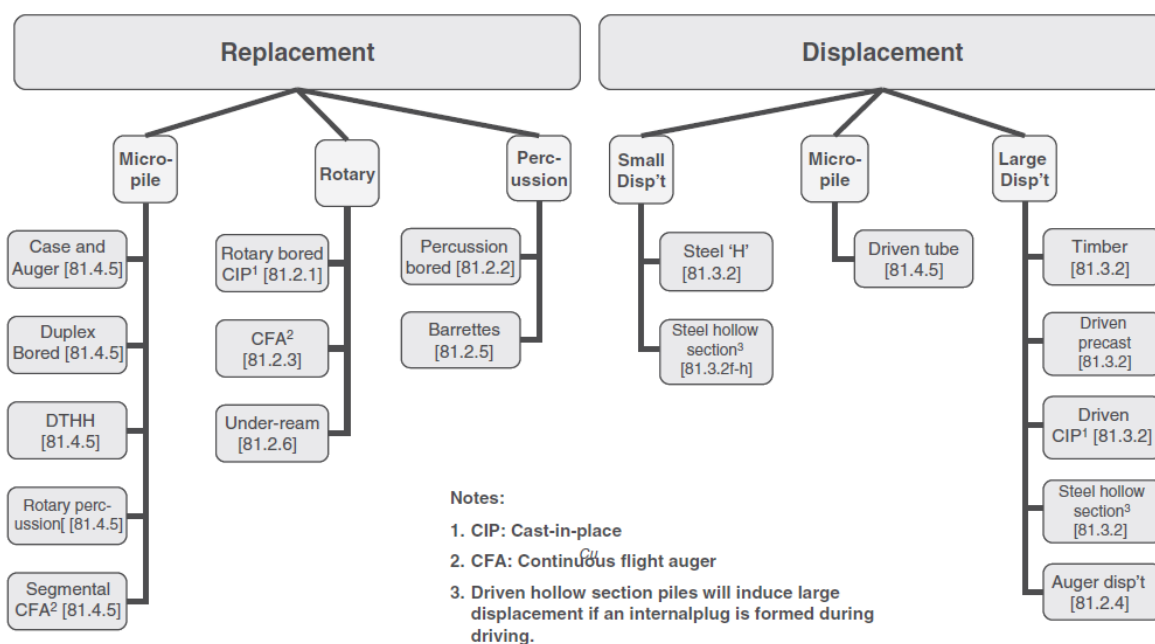 Replacement
Displacement
Micro-
pile
Rotary
Perc-
ussion
Small
Disp't
Micro-
pile
Large
Disp't
Case and
Auger [81.4.5]
Duplex
Bored [81.4.5]
DTHH
[81.4.5]
Rotary perc-
ussion[ [81.4.5]
Segmental
CFA² [81.4.5]
Rotary bored
CIP¹ [81.2.1]
CFA²
[81.2.3]
Under-ream
[81.2.6]
Percussion
bored [81.2.2]
Barrettes
[81.2.5]
Steel ‘H’
[81.3.2]
Steel hollow
section³
[81.3.2f-h]
Driven tube
[81.4.5]
Timber
[81.3.2]
Driven
precast
[81.3.2]
Driven
CIP¹ [81.3.2]
Steel hollow
section³
[81.3.2]
Auger disp't
[81.2.4]
Notes:
1. CIP: Cast-in-place
Cu
2. CFA: Continuous flight auger
3. Driven hollow section piles will induce large
displacement if an internalplug is formed during
driving.